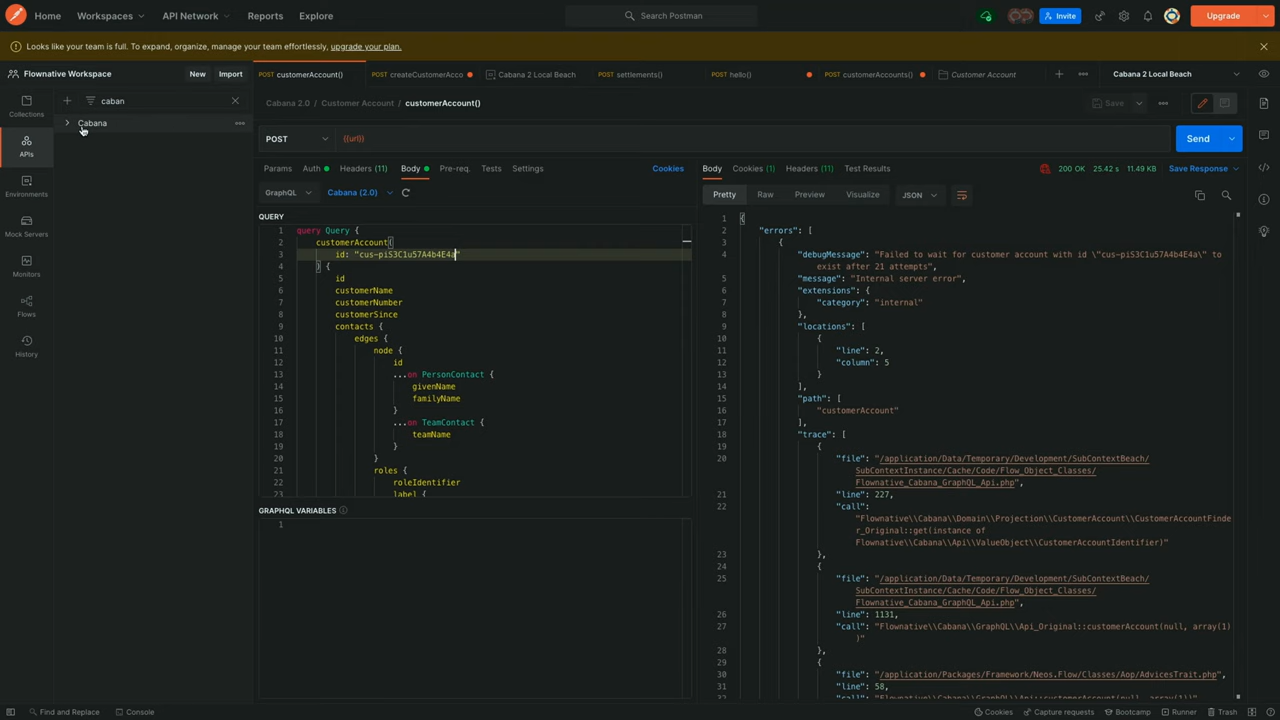 Home Workspaces API Network Reports Explore Search Postman Invite Upgrade
Looks like your team is full. To expand, organize, manage your team effortlessly, upgrade your plan.
Flownative Workspace New Import POST customerAccount() POST createCustomerAcco Cabana 2 Local Beach POST settlements() POST hello() POST customerAccounts() Customer Account Cabana 2 Local Beach
caban
Cabana
Collections
APIs
Environments
Mock Servers
Monitors
Flows
History
Cabana 2.0 / Customer Account / customerAccount() Save
POST {{url}} Send
Params Auth Headers (11) Body Pre-req. Tests Settings Cookies
GraphQL Cabana (2.0)
QUERY
1 query Query {
2 customerAccount(
3 id: "cus-piS3C1u57A4b4E4a"
4 ) {
5 id
6 customerName
7 customerNumber
8 customerSince
9 contacts {
10 edges {
11 node {
12 id
13 ...on PersonContact {
14 givenName
15 familyName
16 }
17 ...on TeamContact {
18 teamName
19 }
20 }
21 roles {
22 roleIdentifier
23 label {
GRAPHQL VARIABLES
1
Body Cookies (1) Headers (11) Test Results 200 OK 25.42 s 11.49 KB Save Response
Pretty Raw Preview Visualize JSON
1 {
2 "errors": [
3 {
4 "debugMessage": "Failed to wait for customer account with id \"cus-piS3C1u57A4b4E4a\" to
exist after 21 attempts",
5 "message": "Internal server error",
6 "extensions": {
7 "category": "internal"
8 },
9 "locations": [
10 {
11 "line": 2,
12 "column": 5
13 }
14 ],
15 "path": [
16 "customerAccount"
17 ],
18 "trace": [
19 {
20 "file": "/application/Data/Temporary/Development/SubContextBeach/
SubContextInstance/Cache/Code/Flow_Object_Classes/
Flownative_Cabana_GraphQL_Api.php",
21 "line": 227,
22 "call":
"Flownative\\Cabana\\Domain\\Projection\\CustomerAccount\\CustomerAccountFinde
r_Original::get(instance of
Flownative\\Cabana\\Api\\ValueObject\\CustomerAccountIdentifier)"
23 },
24 {
25 "file": "/application/Data/Temporary/Development/SubContextBeach/
SubContextInstance/Cache/Code/Flow_Object_Classes/
Flownative_Cabana_GraphQL_Api.php",
26 "line": 1131,
27 "call": "Flownative\\Cabana\\GraphQL\\Api_Original::customerAccount(null, array(1)
)"
28 },
29 {
30 "file": "/application/Packages/Framework/Neos.Flow/Classes/Aop/AdvicesTrait.php",
31 "line": 58,
32 "call": "Flownative\\Cabana\\GraphQL\\Api::customerAccount(null, array(1))"
Find and Replace Console Cookies Capture requests Bootcamp Runner Trash